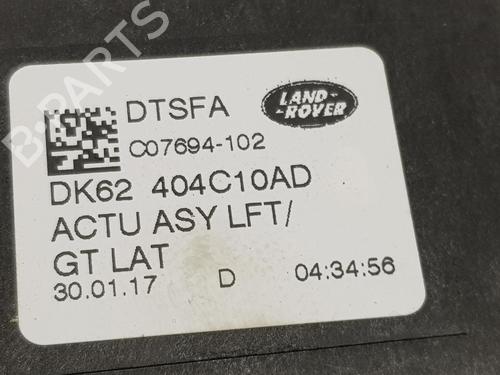 DTSFA
LAND-
ROVER
C07694-102
DK62 404C10AD
ACTU ASY LFT/
GT LAT
30.01.17 D 04:34:56
B-PARTS